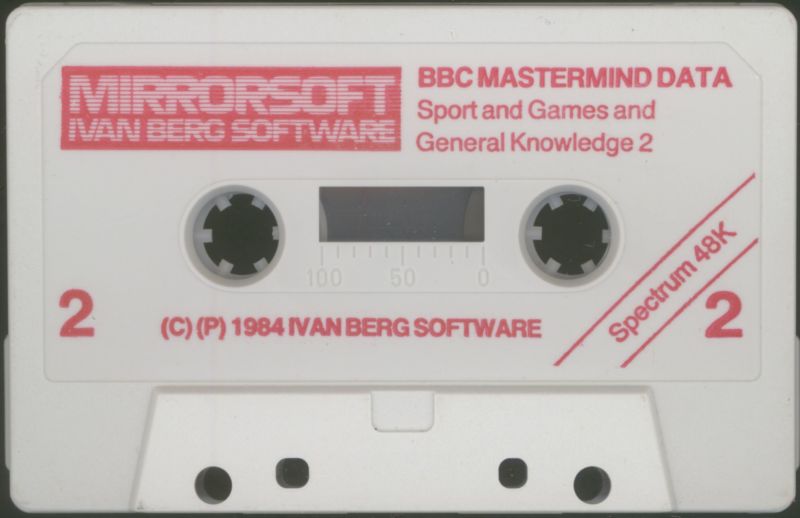 MIRRORSOFT
IVAN BERG SOFTWARE
BBC MASTERMIND DATA
Sport and Games and
General Knowledge 2
100 50 0
Spectrum 48K
2
(C) (P) 1984 IVAN BERG SOFTWARE
2